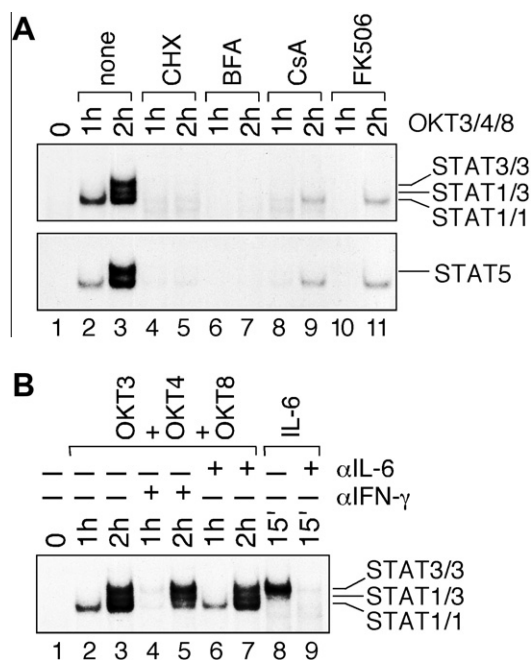 A
none CHX BFA CsA FK506
0 1h 2h 1h 2h 1h 2h 1h 2h 1h 2h OKT3/4/8
STAT3/3
STAT1/3
STAT1/1
STAT5
1 2 3 4 5 6 7 8 9 10 11
B
OKT3 + OKT4 + OKT8 IL-6
– – – – – + + – + αIL-6
– – – + + – – – – αIFN-γ
0 1h 2h 1h 2h 1h 2h 15' 15'
STAT3/3
STAT1/3
STAT1/1
1 2 3 4 5 6 7 8 9